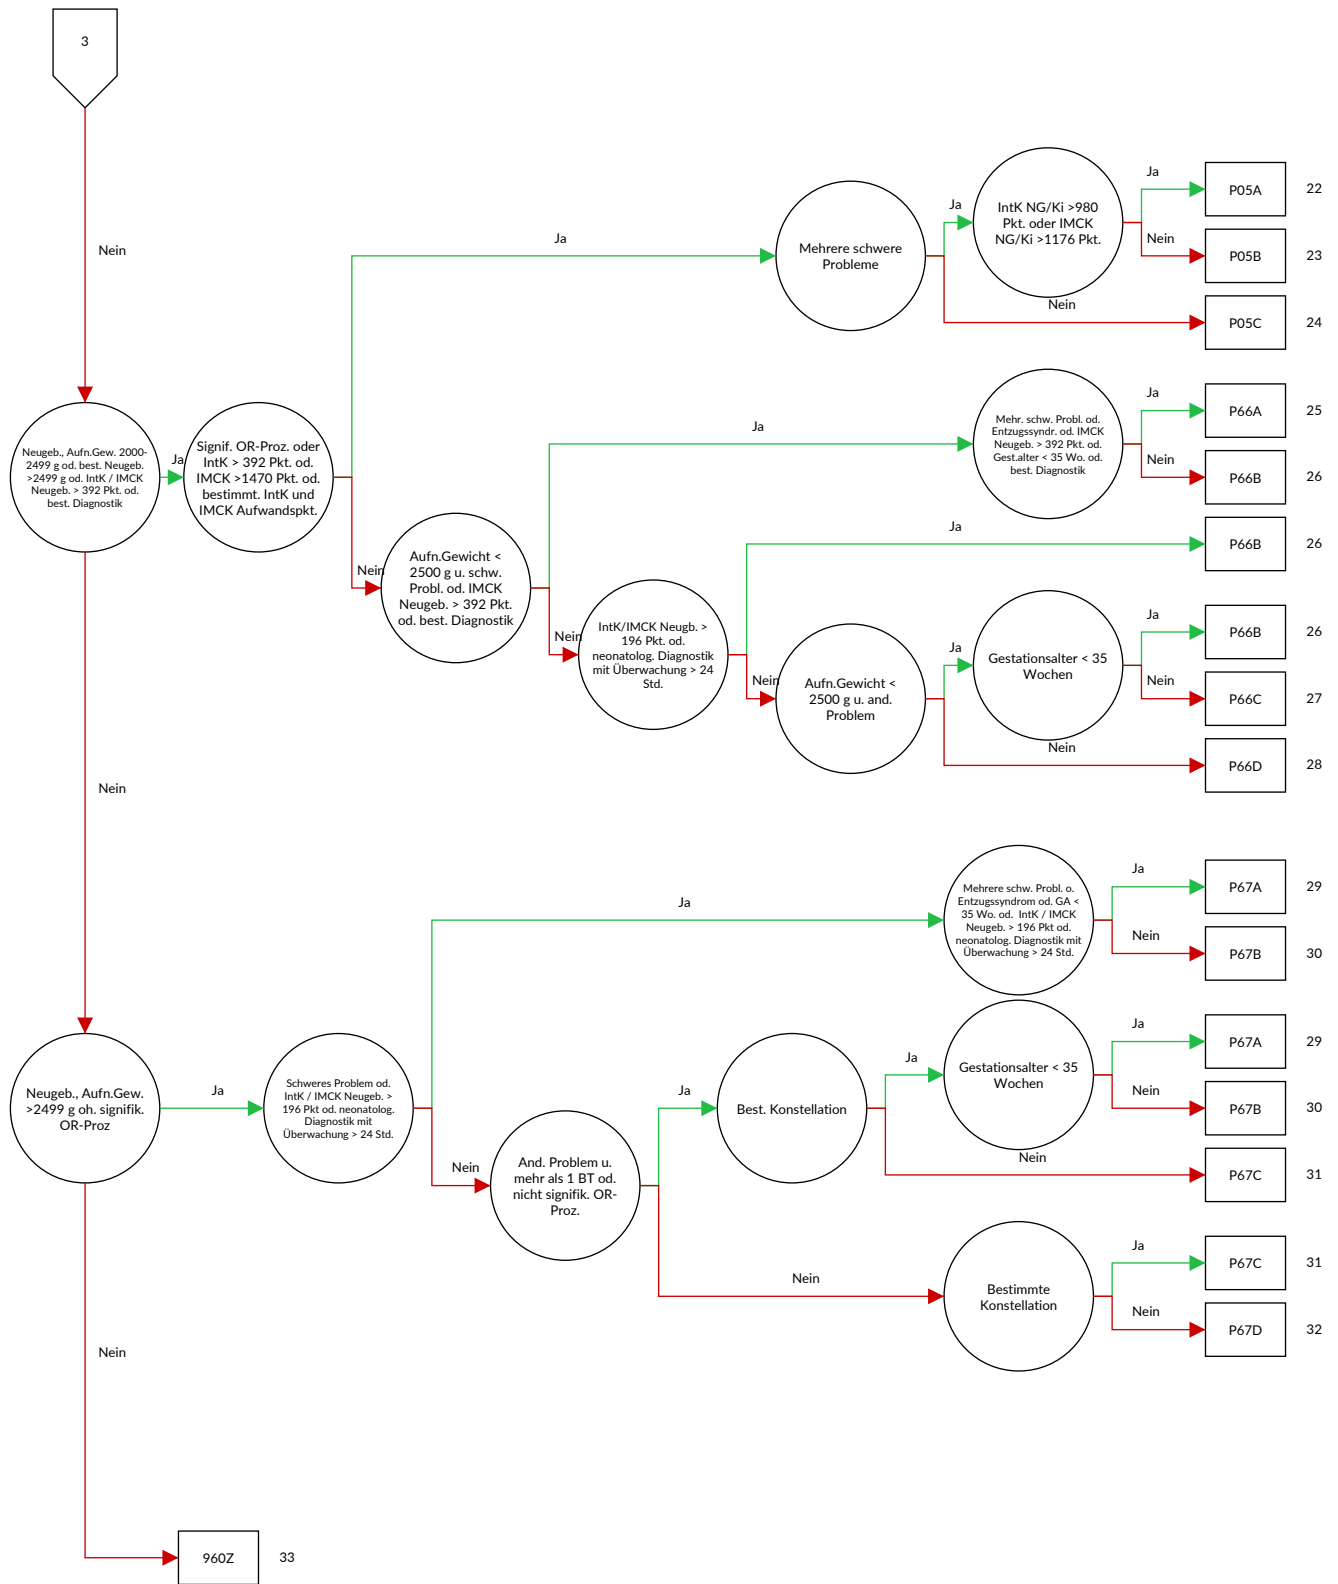 3
Nein
Neugeb., Aufn.Gew. 2000-
2499 g od. best. Neugeb.
>2499 g od. IntK / IMCK
Neugeb. > 392 Pkt. od.
best. Diagnostik
Ja
Signif. OR-Proz. oder
IntK > 392 Pkt. od.
IMCK >1470 Pkt. od.
bestimmt. IntK und
IMCK Aufwandspkt.
Ja
Mehrere schwere
Probleme
Ja
IntK NG/Ki >980
Pkt. oder IMCK
NG/Ki >1176 Pkt.
Ja
P05A
22
Nein
P05B
23
Nein
P05C
24
Nein
Aufn.Gewicht <
2500 g u. schw.
Probl. od. IMCK
Neugeb. > 392 Pkt.
od. best. Diagnostik
Ja
Mehr. schw. Probl. od.
Entzugssyndr. od. IMCK
Neugeb. > 392 Pkt. od.
Gest.alter < 35 Wo. od.
best. Diagnostik
Ja
P66A
25
Nein
P66B
26
Nein
IntK/IMCK Neugb. >
196 Pkt. od.
neonatolog. Diagnostik
mit Überwachung > 24
Std.
Ja
P66B
26
Nein
Aufn.Gewicht <
2500 g u. and.
Problem
Ja
Gestationsalter < 35
Wochen
Ja
P66B
26
Nein
P66C
27
Nein
P66D
28
Nein
Neugeb., Aufn.Gew.
>2499 g oh. signifik.
OR-Proz
Ja
Schweres Problem od.
IntK / IMCK Neugeb. >
196 Pkt od. neonatolog.
Diagnostik mit
Überwachung > 24 Std.
Ja
Mehrere schw. Probl. o.
Entzugssyndrom od. GA <
35 Wo. od. IntK / IMCK
Neugeb. > 196 Pkt od.
neonatolog. Diagnostik mit
Überwachung > 24 Std.
Ja
P67A
29
Nein
P67B
30
Nein
And. Problem u.
mehr als 1 BT od.
nicht signifik. OR-
Proz.
Ja
Best. Konstellation
Ja
Gestationsalter < 35
Wochen
Ja
P67A
29
Nein
P67B
30
Nein
P67C
31
Nein
Bestimmte
Konstellation
Ja
P67C
31
Nein
P67D
32
Nein
960Z
33